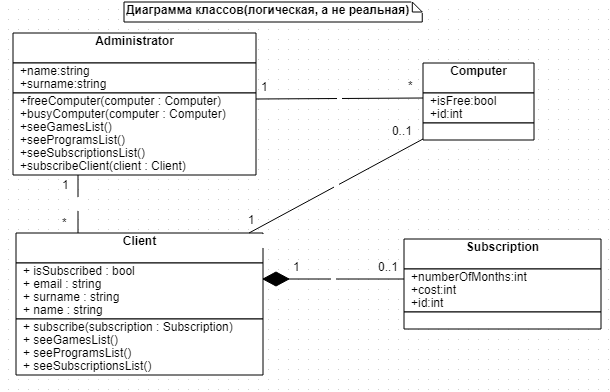 Диаграмма классов(логическая, а не реальная)
Administrator
+name:string
+surname:string
+freeComputer(computer : Computer)
+busyComputer(computer : Computer)
+seeGamesList()
+seeProgramsList()
+seeSubscriptionsList()
+subscribeClient(client : Client)
1
*
Computer
+isFree:bool
+id:int
0..1
1
*
1
Client
+ isSubscribed : bool
+ email : string
+ surname : string
+ name : string
+ subscribe(subscription : Subscription)
+ seeGamesList()
+ seeProgramsList()
+ seeSubscriptionsList()
1
0..1
Subscription
+numberOfMonths:int
+cost:int
+id:int